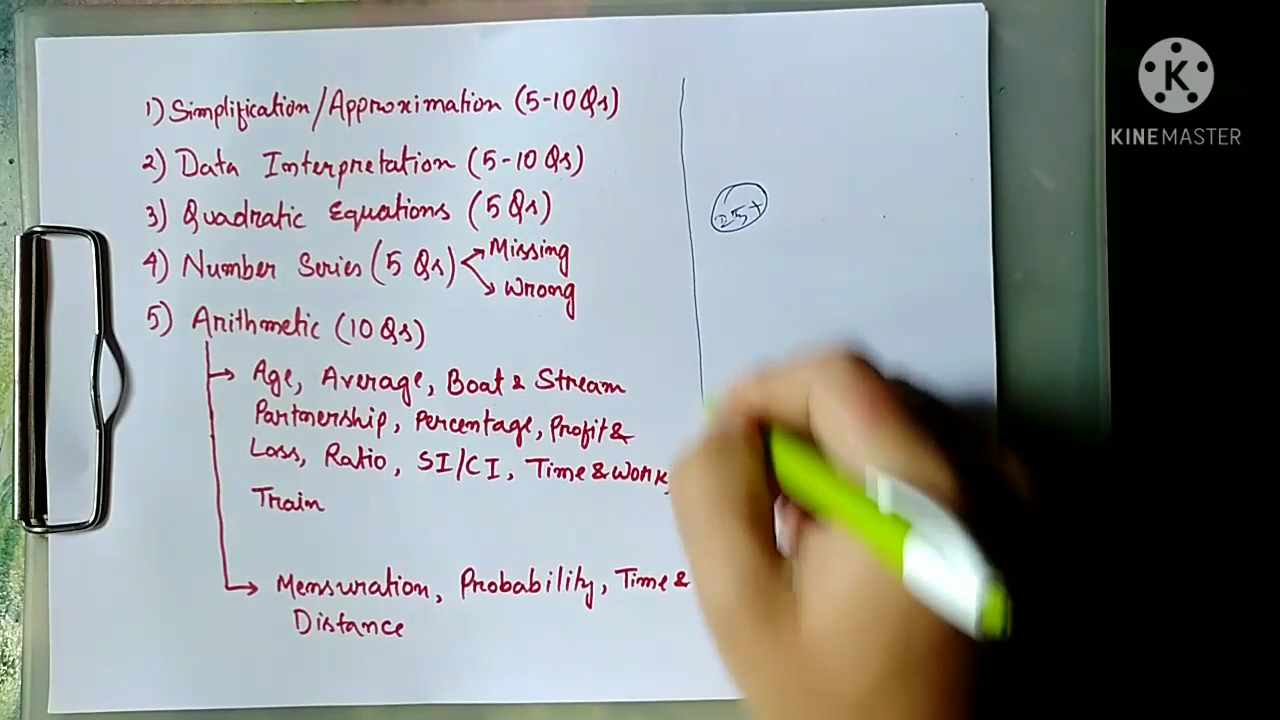 1) Simplification/Approximation (5-10 Qs)
2) Data Interpretation (5-10 Qs)
3) Quadratic Equations (5 Qs)
4) Number Series (5 Qs) Missing
Wrong
5) Arithmetic (10 Qs)
Age, Average, Boat & Stream
Partnership, Percentage, Profit &
Loss, Ratio, SI/CI, Time & Work,
Train
Mensuration, Probability, Time &
Distance
25+
K
KINEMASTER